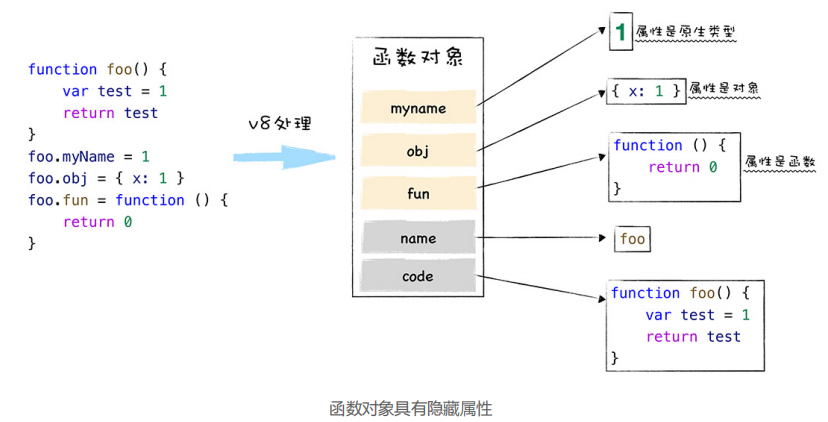 function foo() {
var test = 1
return test
}
foo.myName = 1
foo.obj = { x: 1 }
foo.fun = function () {
return 0
}
v8处理
函数对象
myname
obj
fun
name
code
1 属性是原生类型
{ x: 1 } 属性是对象
function () {
return 0
}
属性是函数
foo
function foo() {
var test = 1
return test
}
函数对象具有隐藏属性